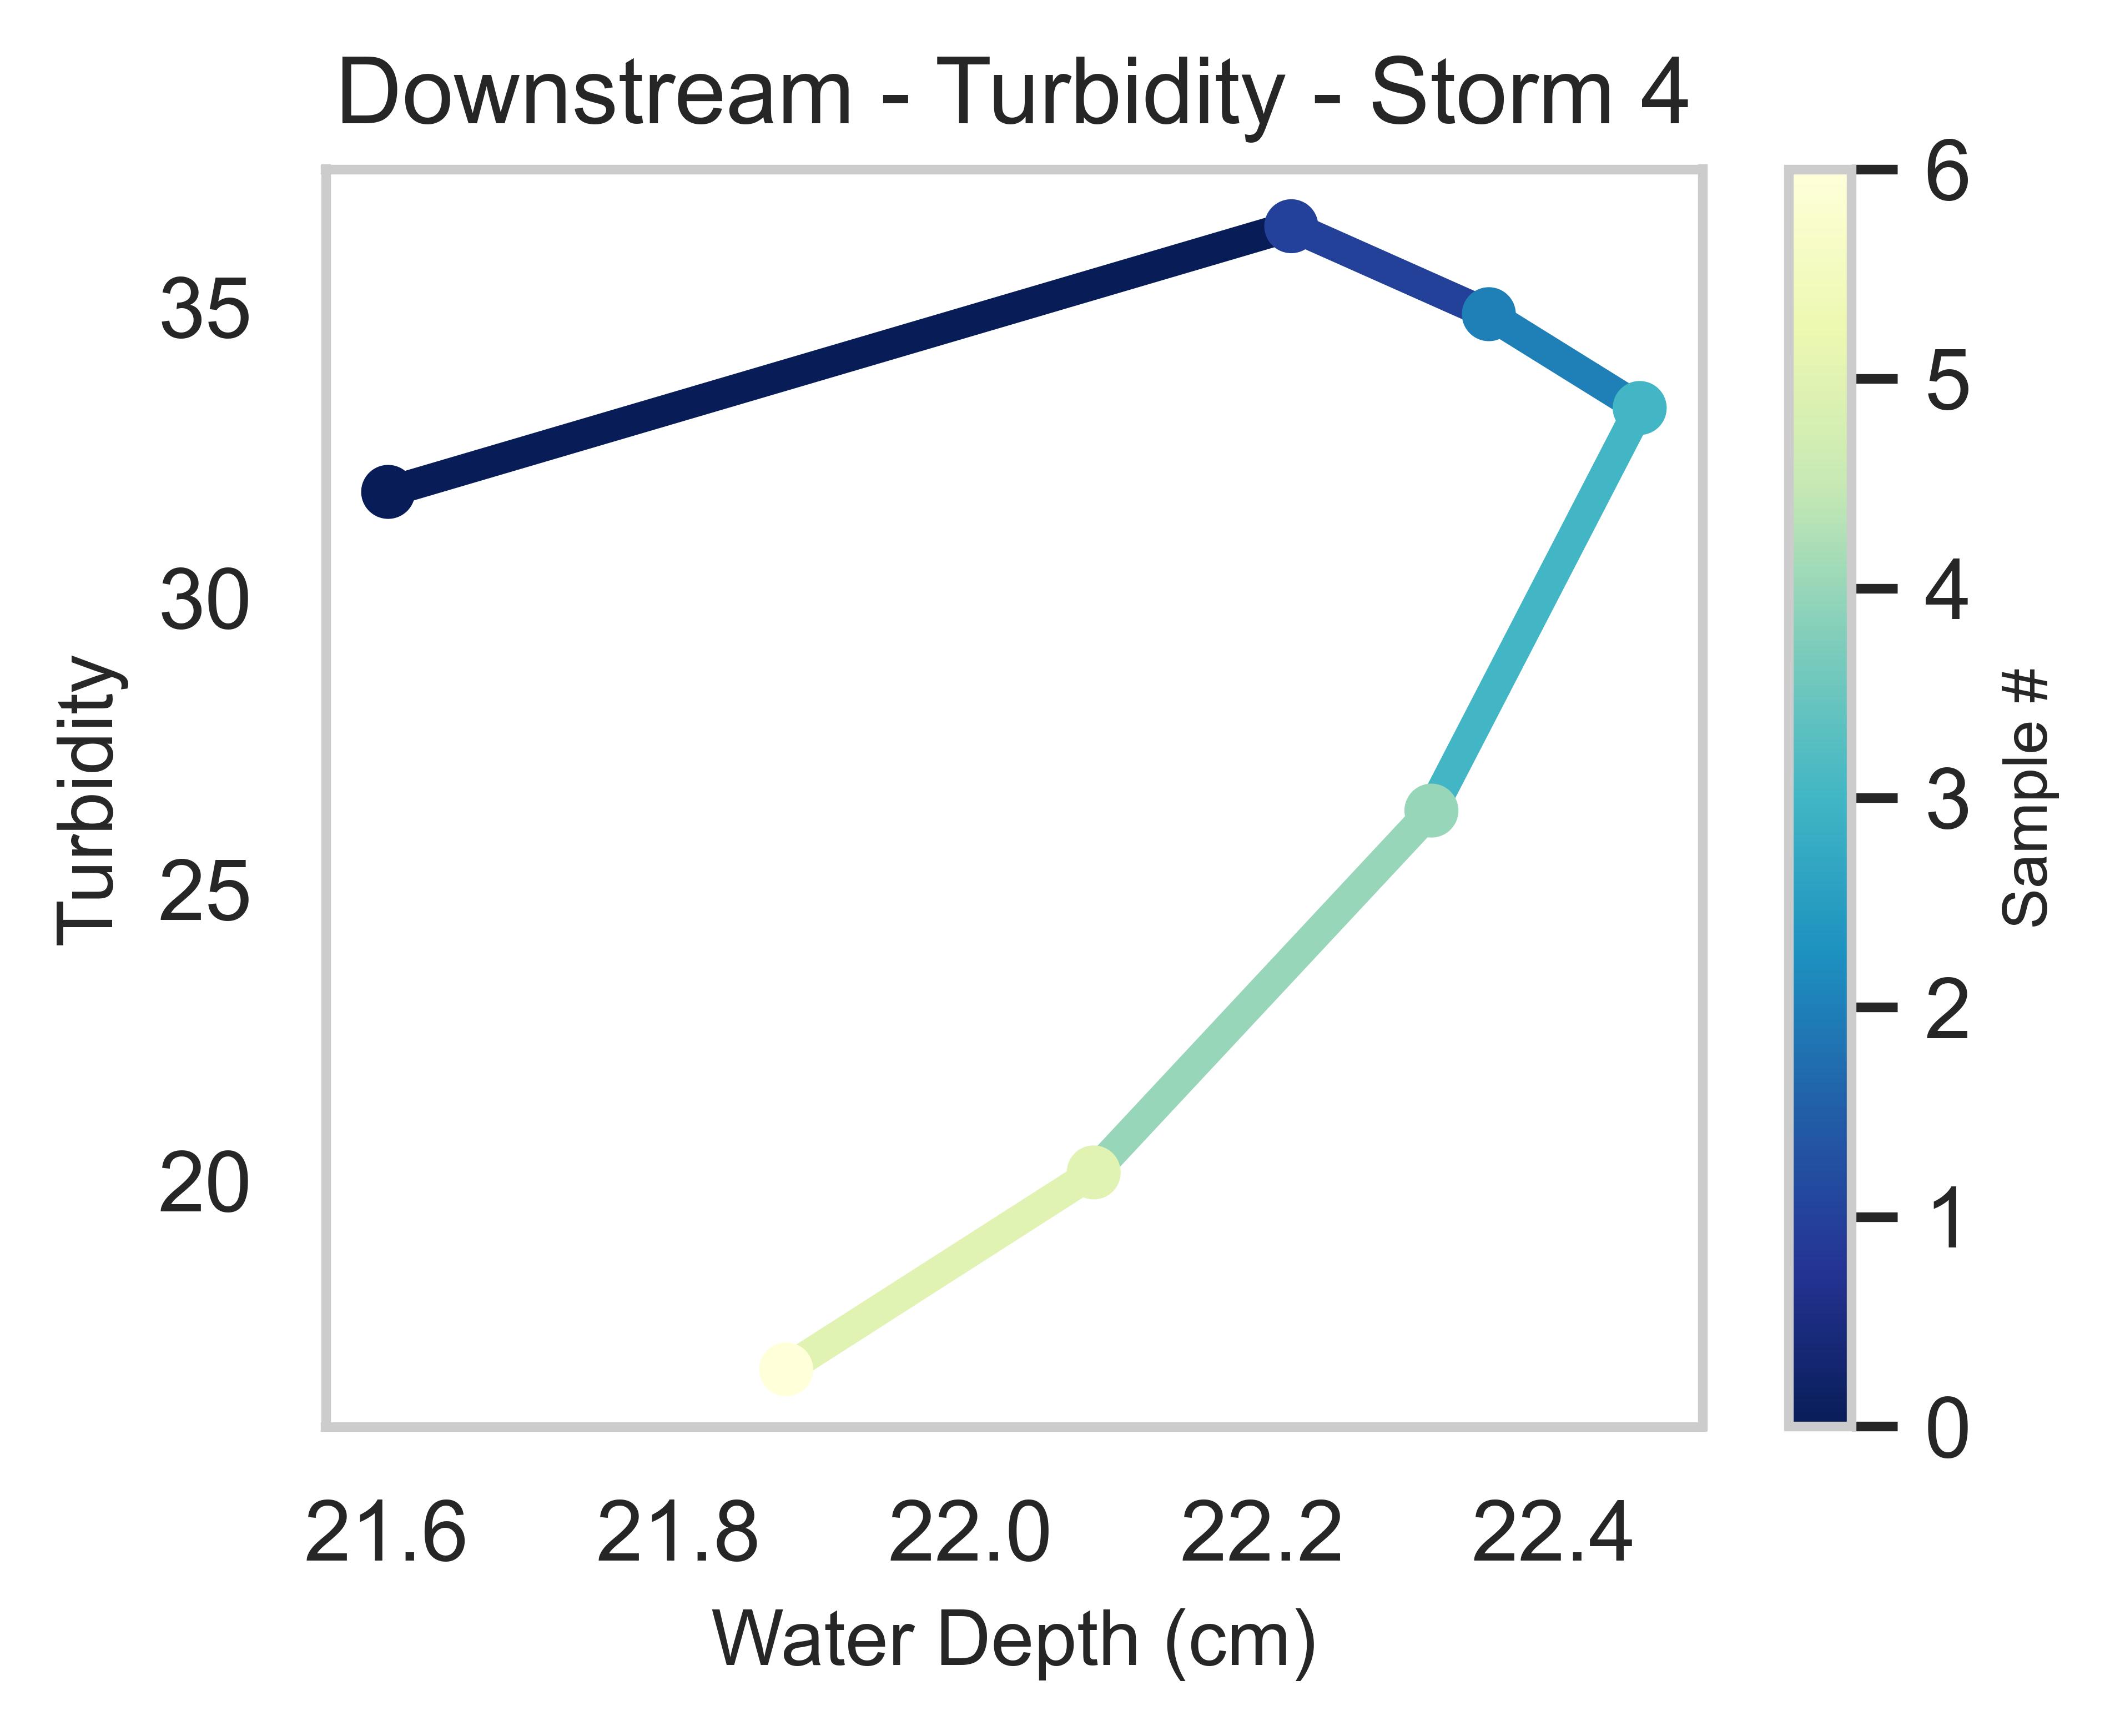 Downstream - Turbidity - Storm 4
Turbidity
35
30
25
20
21.6 21.8 22.0 22.2 22.4
Water Depth (cm)
6
5
4
3
2
1
0
Sample #